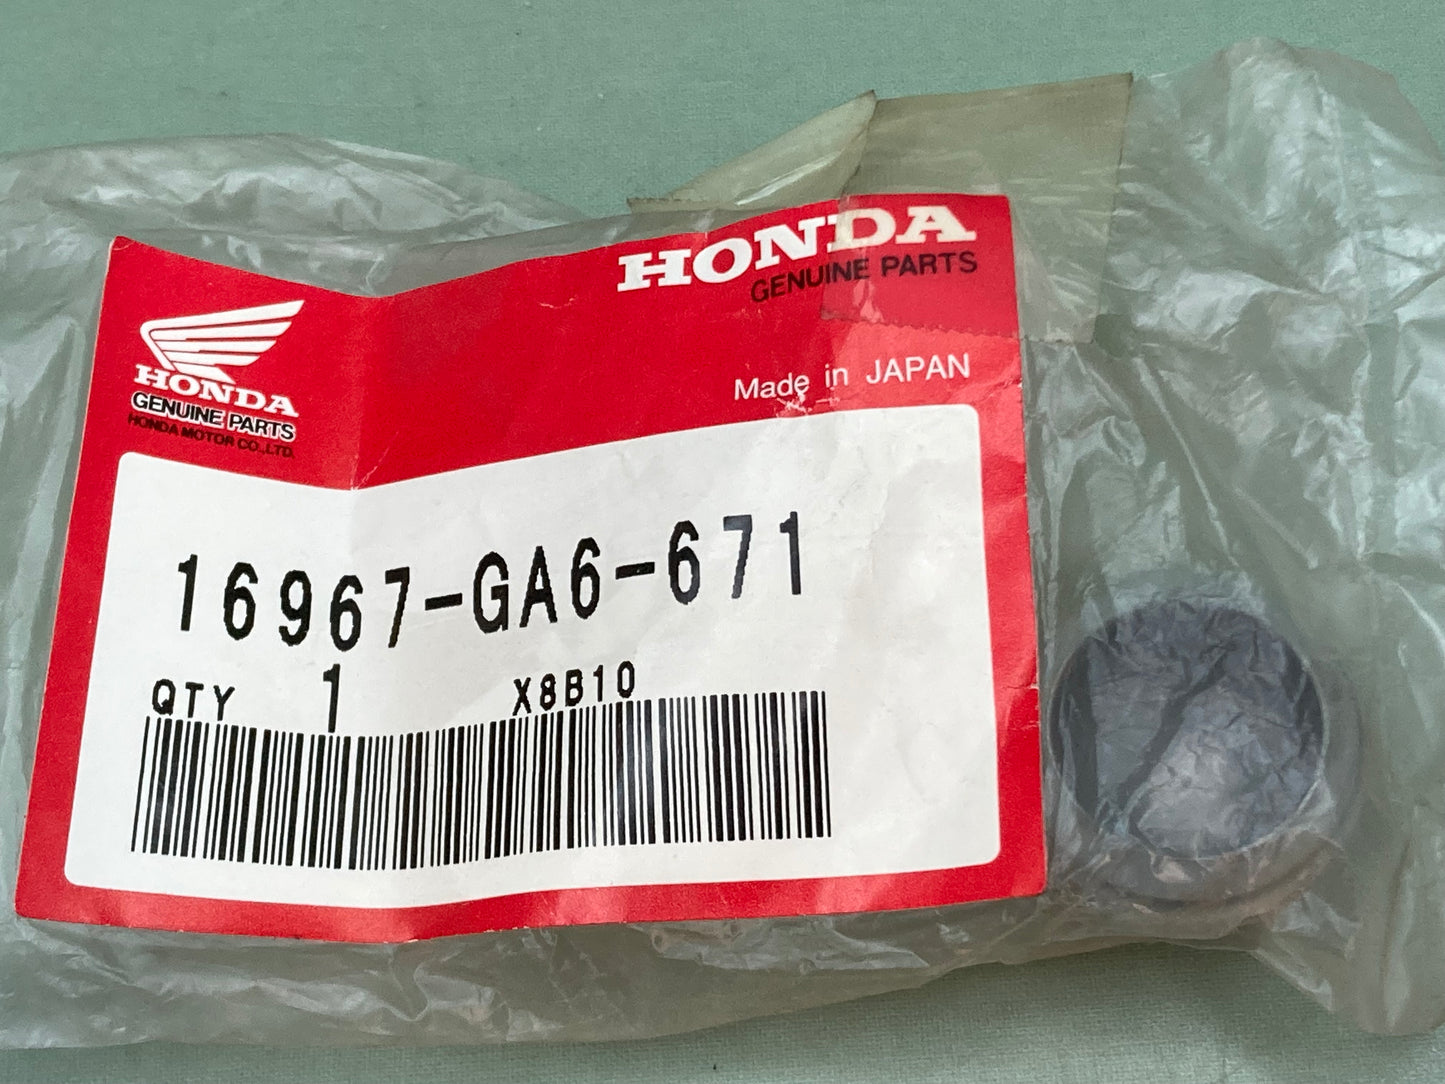 HONDA
GENUINE PARTS
HONDA
GENUINE PARTS
HONDA MOTOR CO.,LTD.
Made in JAPAN
16967-GA6-671
QTY 1 X8B10